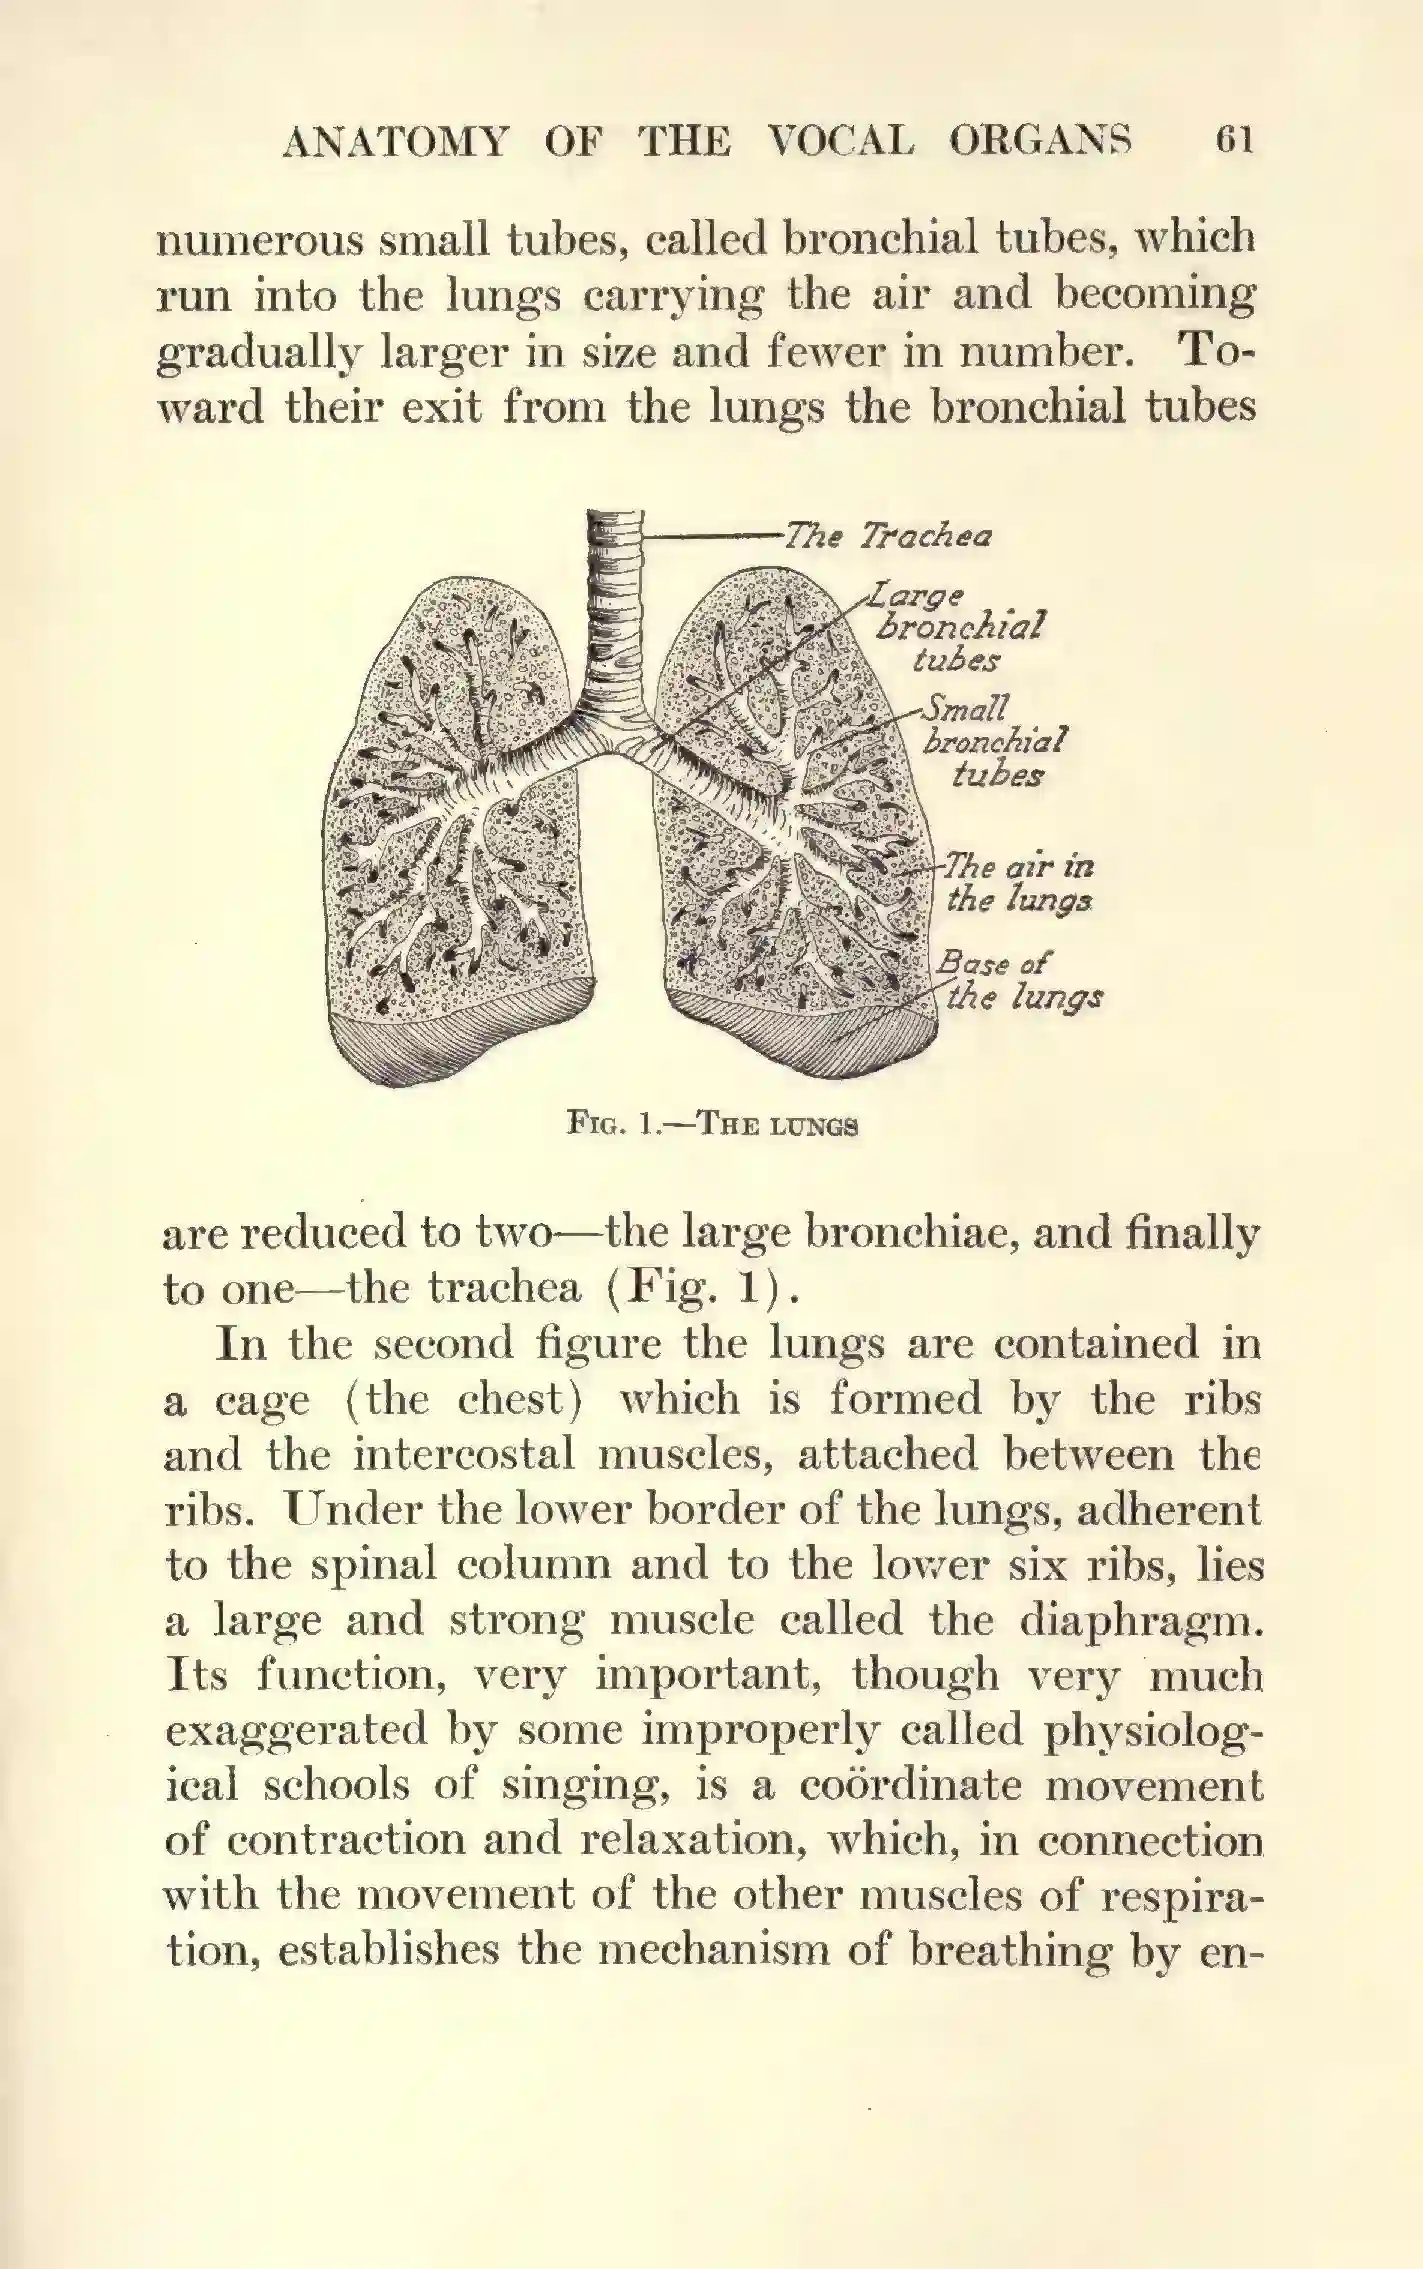 ANATOMY OF THE VOCAL ORGANS 61
numerous small tubes, called bronchial tubes, which
run into the lungs carrying the air and becoming
gradually larger in size and fewer in number. To-
ward their exit from the lungs the bronchial tubes
The Trachea
Large
bronchial
tubes
Small
bronchial
tubes
The air in
the lungs
Base of
the lungs
FIG. 1.—THE LUNGS
are reduced to two—the large bronchiae, and finally
to one—the trachea (Fig. 1).
In the second figure the lungs are contained in
a cage (the chest) which is formed by the ribs
and the intercostal muscles, attached between the
ribs. Under the lower border of the lungs, adherent
to the spinal column and to the lower six ribs, lies
a large and strong muscle called the diaphragm.
Its function, very important, though very much
exaggerated by some improperly called physiolog-
ical schools of singing, is a coördinate movement
of contraction and relaxation, which, in connection
with the movement of the other muscles of respira-
tion, establishes the mechanism of breathing by en-